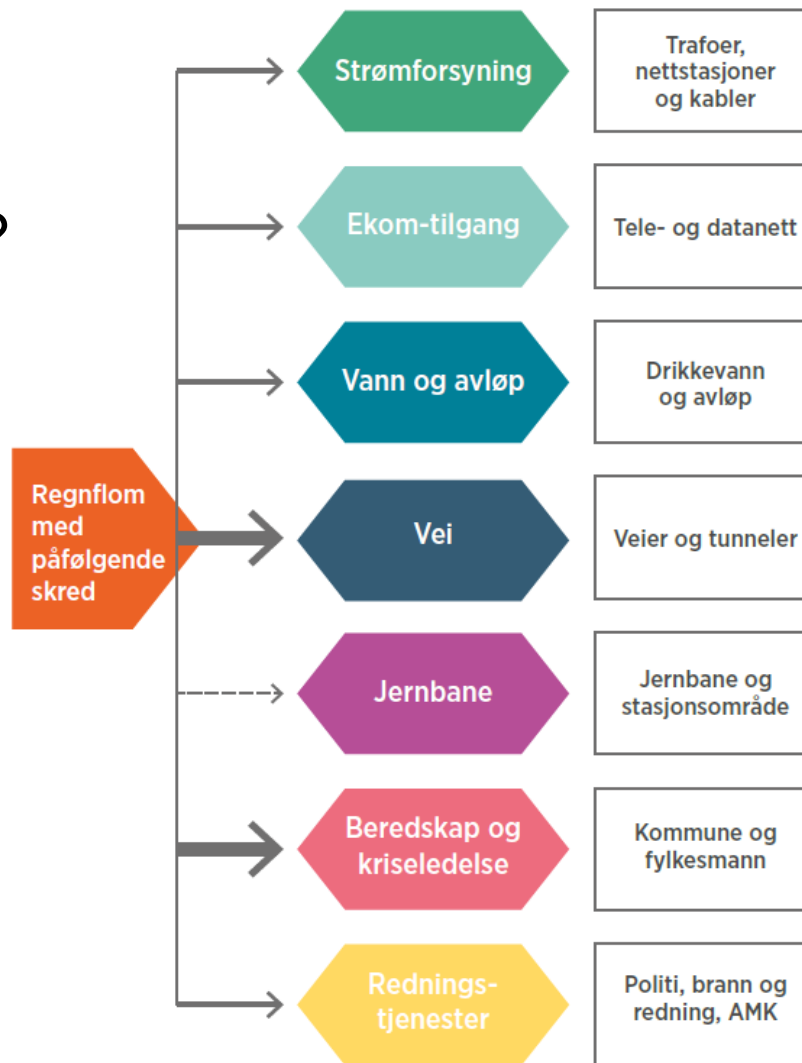 Strømforsyning
Trafoer,
nettstasjoner
og kabler
Ekom-tilgang
Tele- og datanett
Vann og avløp
Drikkevann
og avløp
Regnflom
med
påfølgende
skred
Vei
Veier og tunneler
Jernbane
Jernbane og
stasjonsområde
Beredskap og
kriseledelse
Kommune og
fylkesmann
Rednings-
tjenester
Politi, brann og
redning, AMK